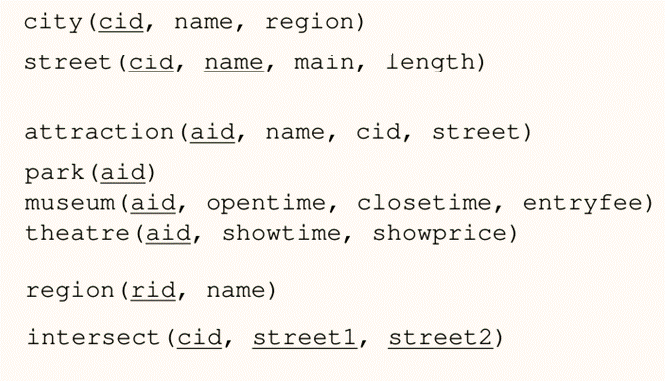 city(cid, name, region)
street(cid, name, main, length)
attraction(aid, name, cid, street)
park(aid)
museum(aid, opentime, closetime, entryfee)
theatre(aid, showtime, showprice)
region(rid, name)
intersect(cid, street1, street2)